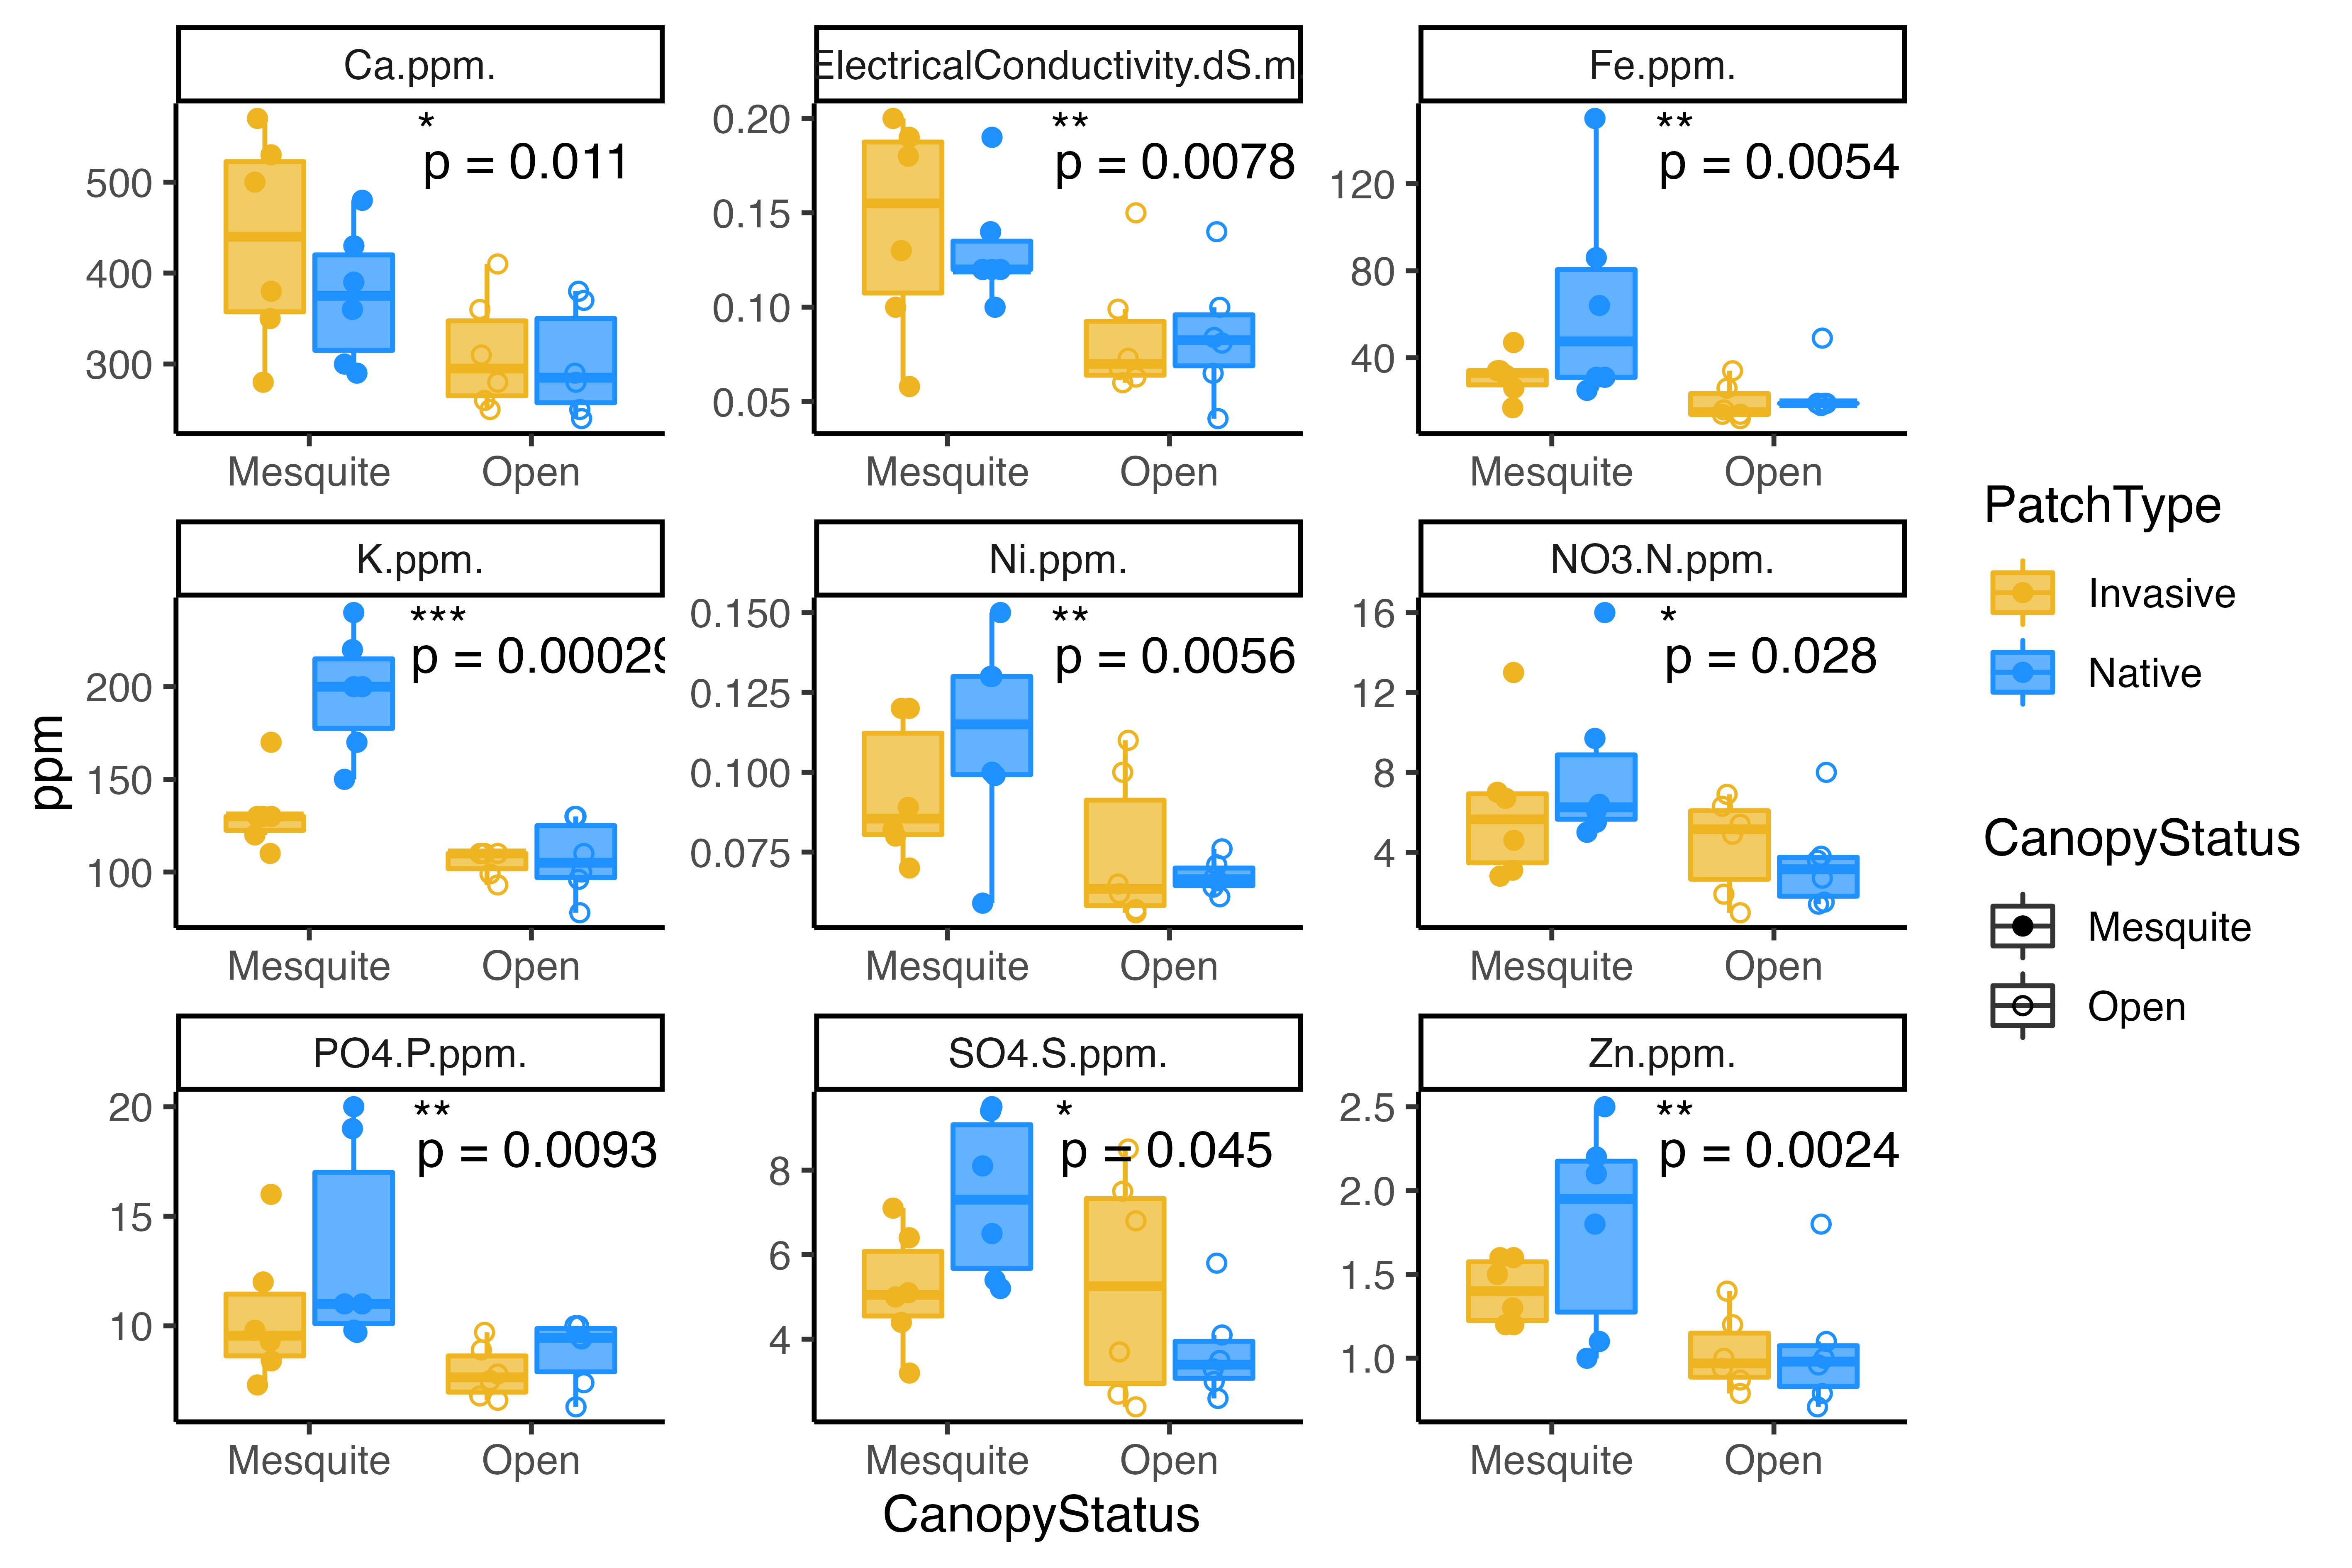 Ca.ppm.
ElectricalConductivity.dS.m.
Fe.ppm.
*
p = 0.011
500
400
300
Mesquite Open
**
p = 0.0078
0.20
0.15
0.10
0.05
Mesquite Open
**
p = 0.0054
120
80
40
Mesquite Open
K.ppm.
Ni.ppm.
NO3.N.ppm.
***
p = 0.00029
200
150
100
Mesquite Open
**
p = 0.0056
0.150
0.125
0.100
0.075
Mesquite Open
*
p = 0.028
16
12
8
4
Mesquite Open
PO4.P.ppm.
SO4.S.ppm.
Zn.ppm.
**
p = 0.0093
20
15
10
Mesquite Open
*
p = 0.045
8
6
4
Mesquite Open
**
p = 0.0024
2.5
2.0
1.5
1.0
Mesquite Open
ppm
CanopyStatus
PatchType
Invasive
Native
CanopyStatus
Mesquite
Open